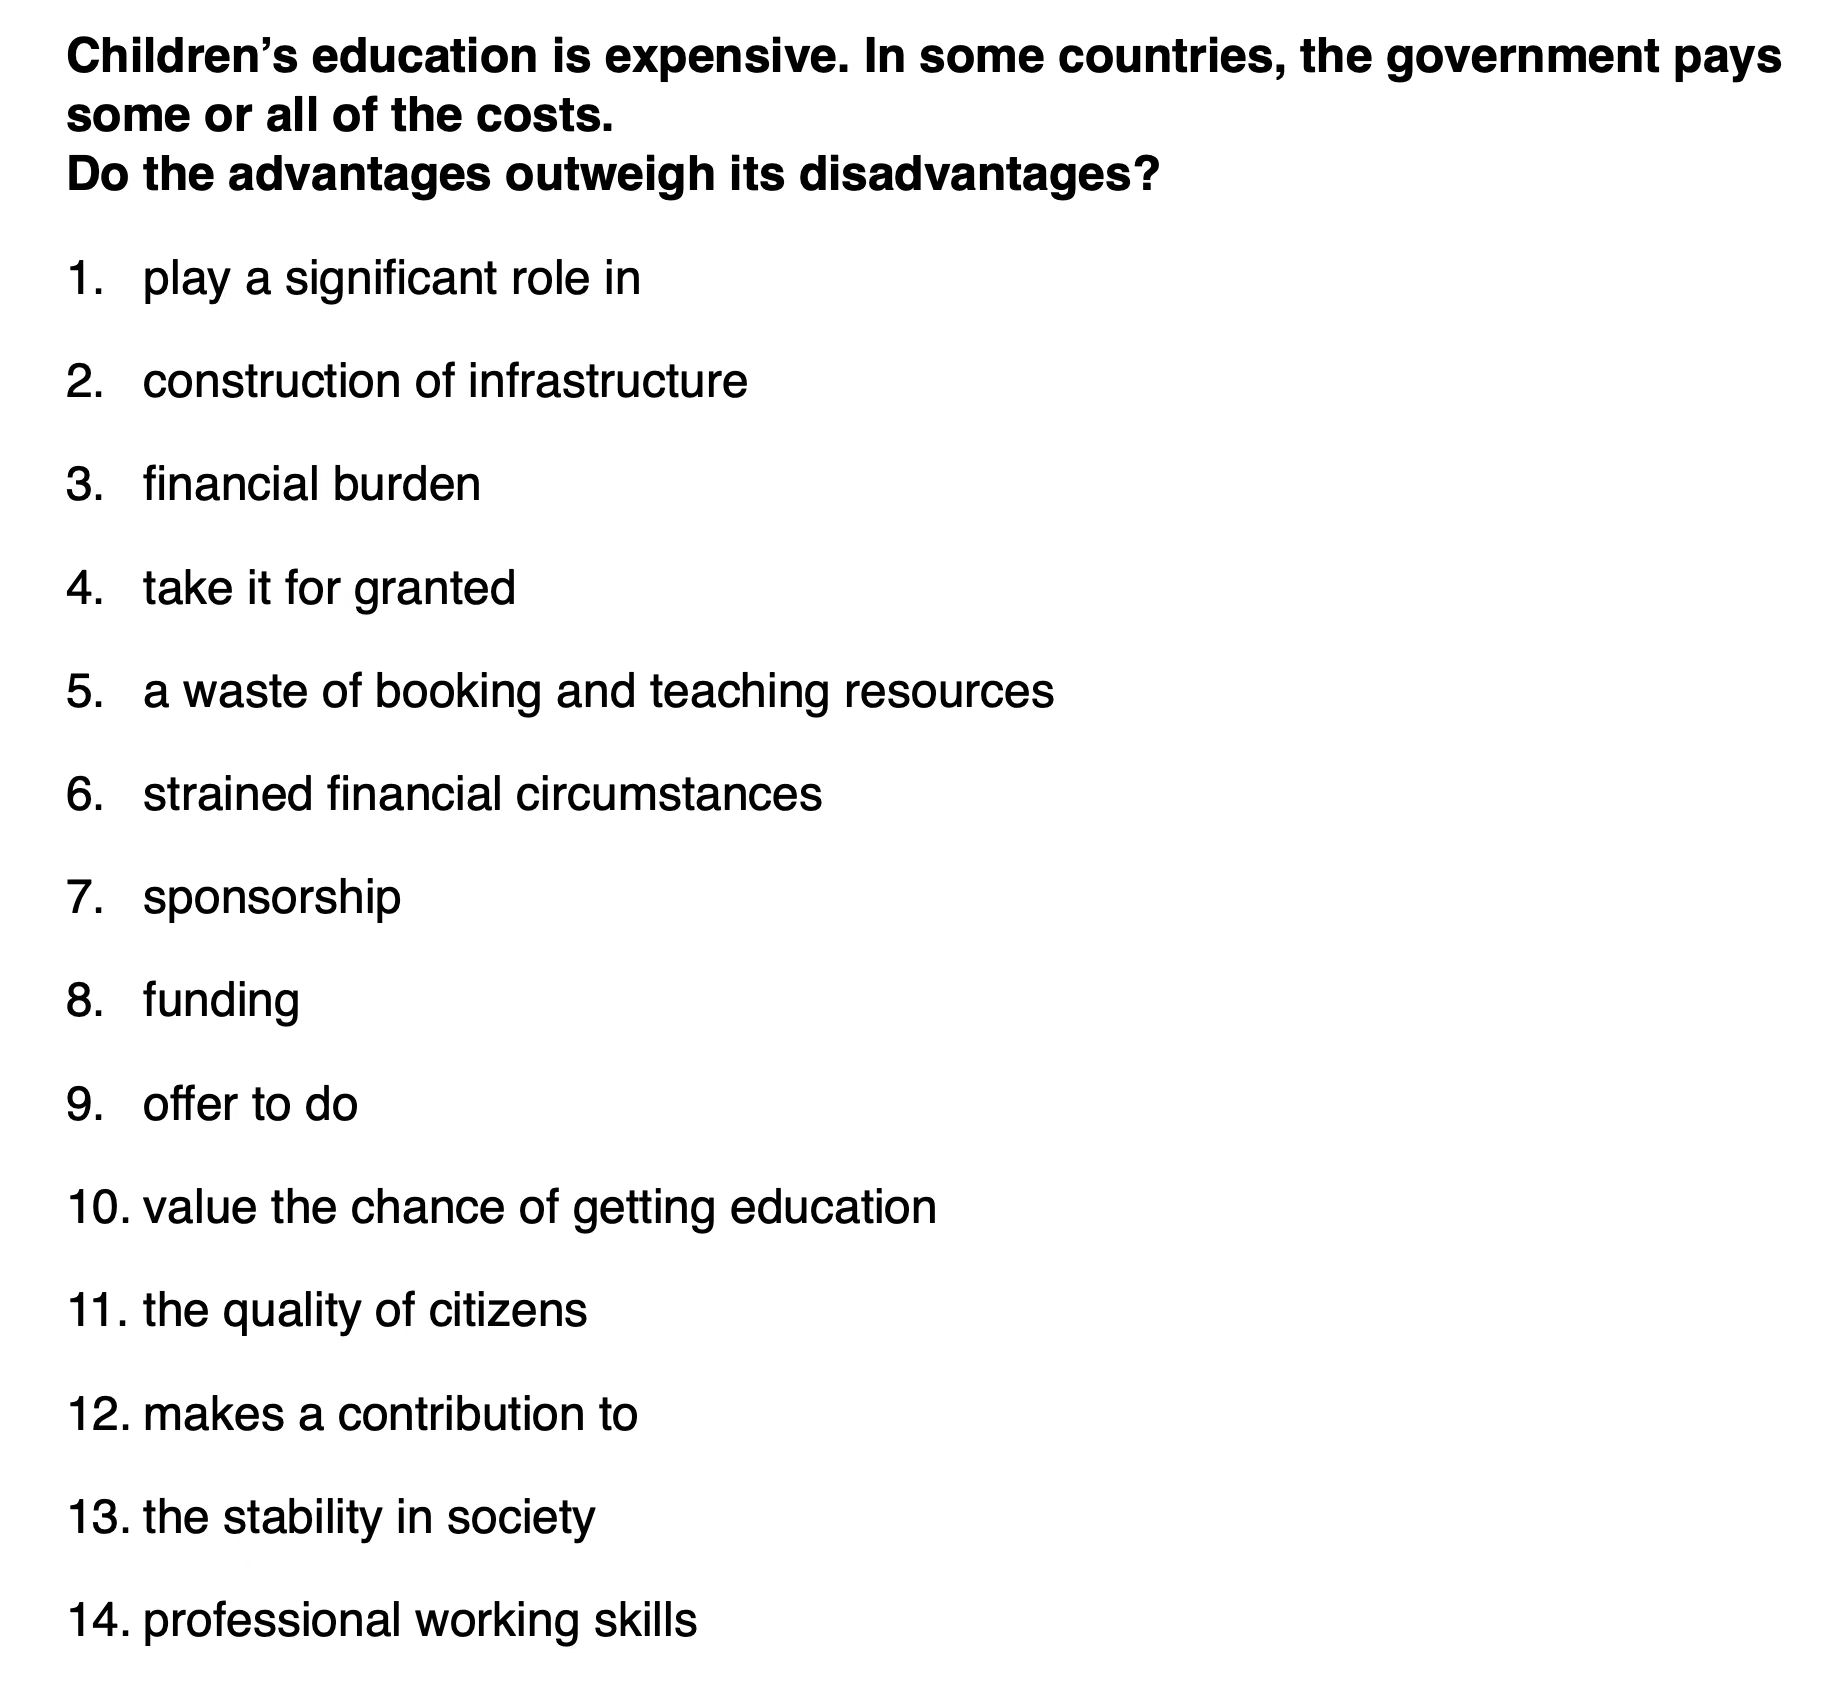 Children’s education is expensive. In some countries, the government pays
some or all of the costs.
Do the advantages outweigh its disadvantages?
1. play a significant role in
2. construction of infrastructure
3. financial burden
4. take it for granted
5. a waste of booking and teaching resources
6. strained financial circumstances
7. sponsorship
8. funding
9. offer to do
10. value the chance of getting education
11. the quality of citizens
12. makes a contribution to
13. the stability in society
14. professional working skills